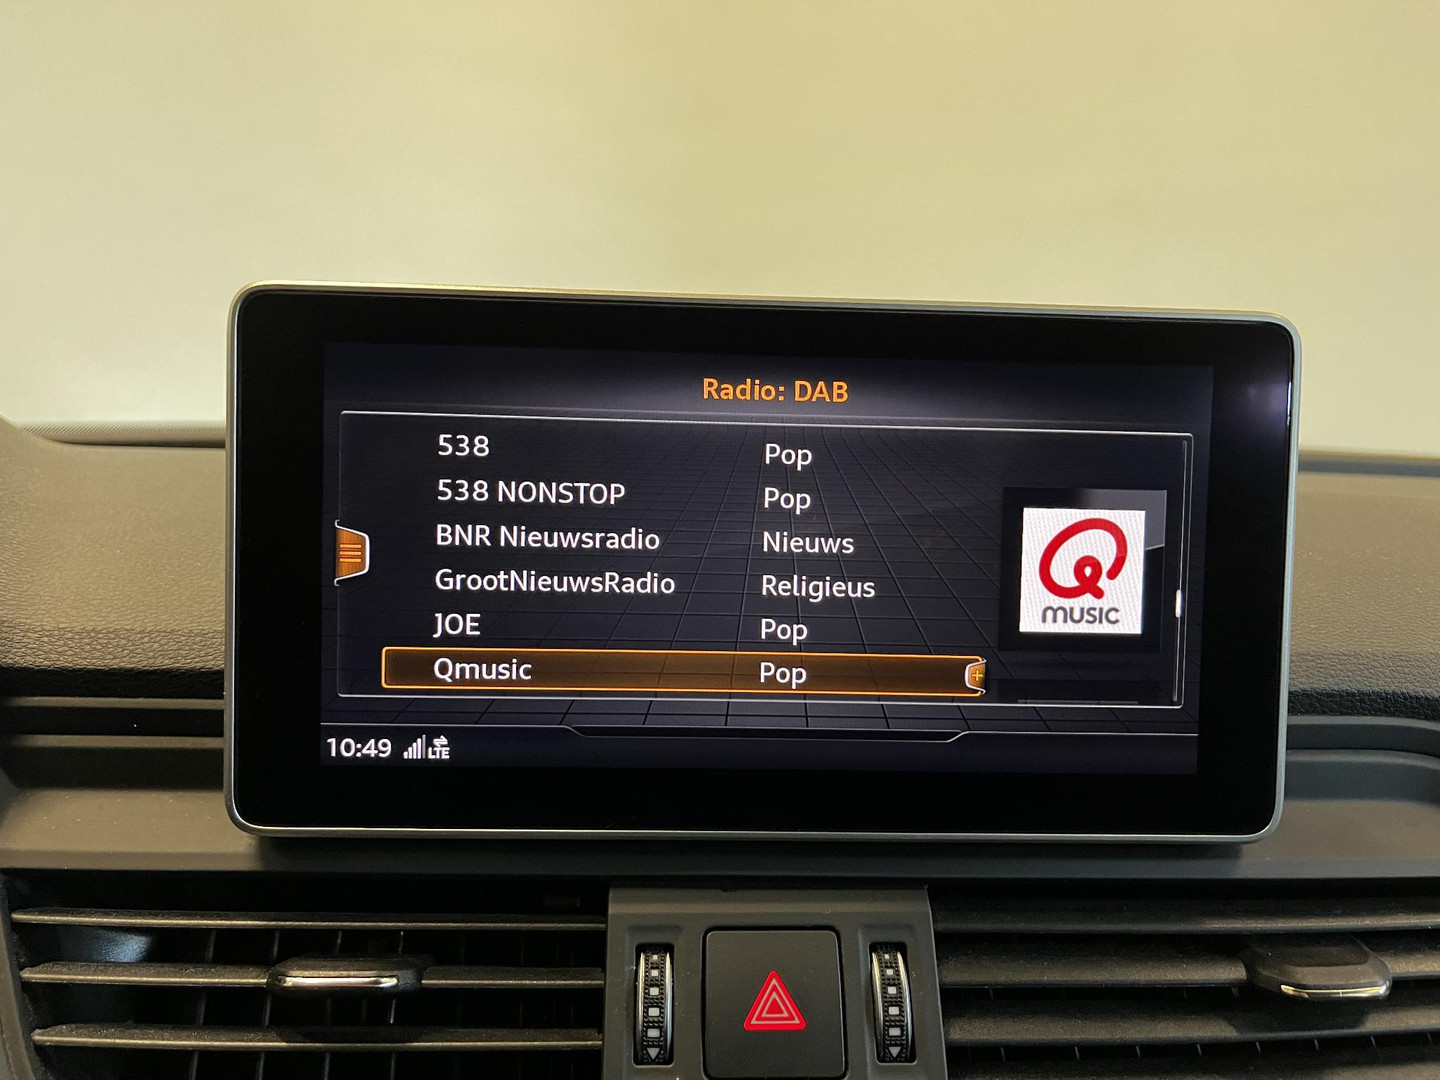 Radio: DAB
538 Pop
538 NONSTOP Pop
BNR Nieuwsradio Nieuws
GrootNieuwsRadio Religieus
JOE Pop
Qmusic Pop
Q
MUSIC
10:49 LTE